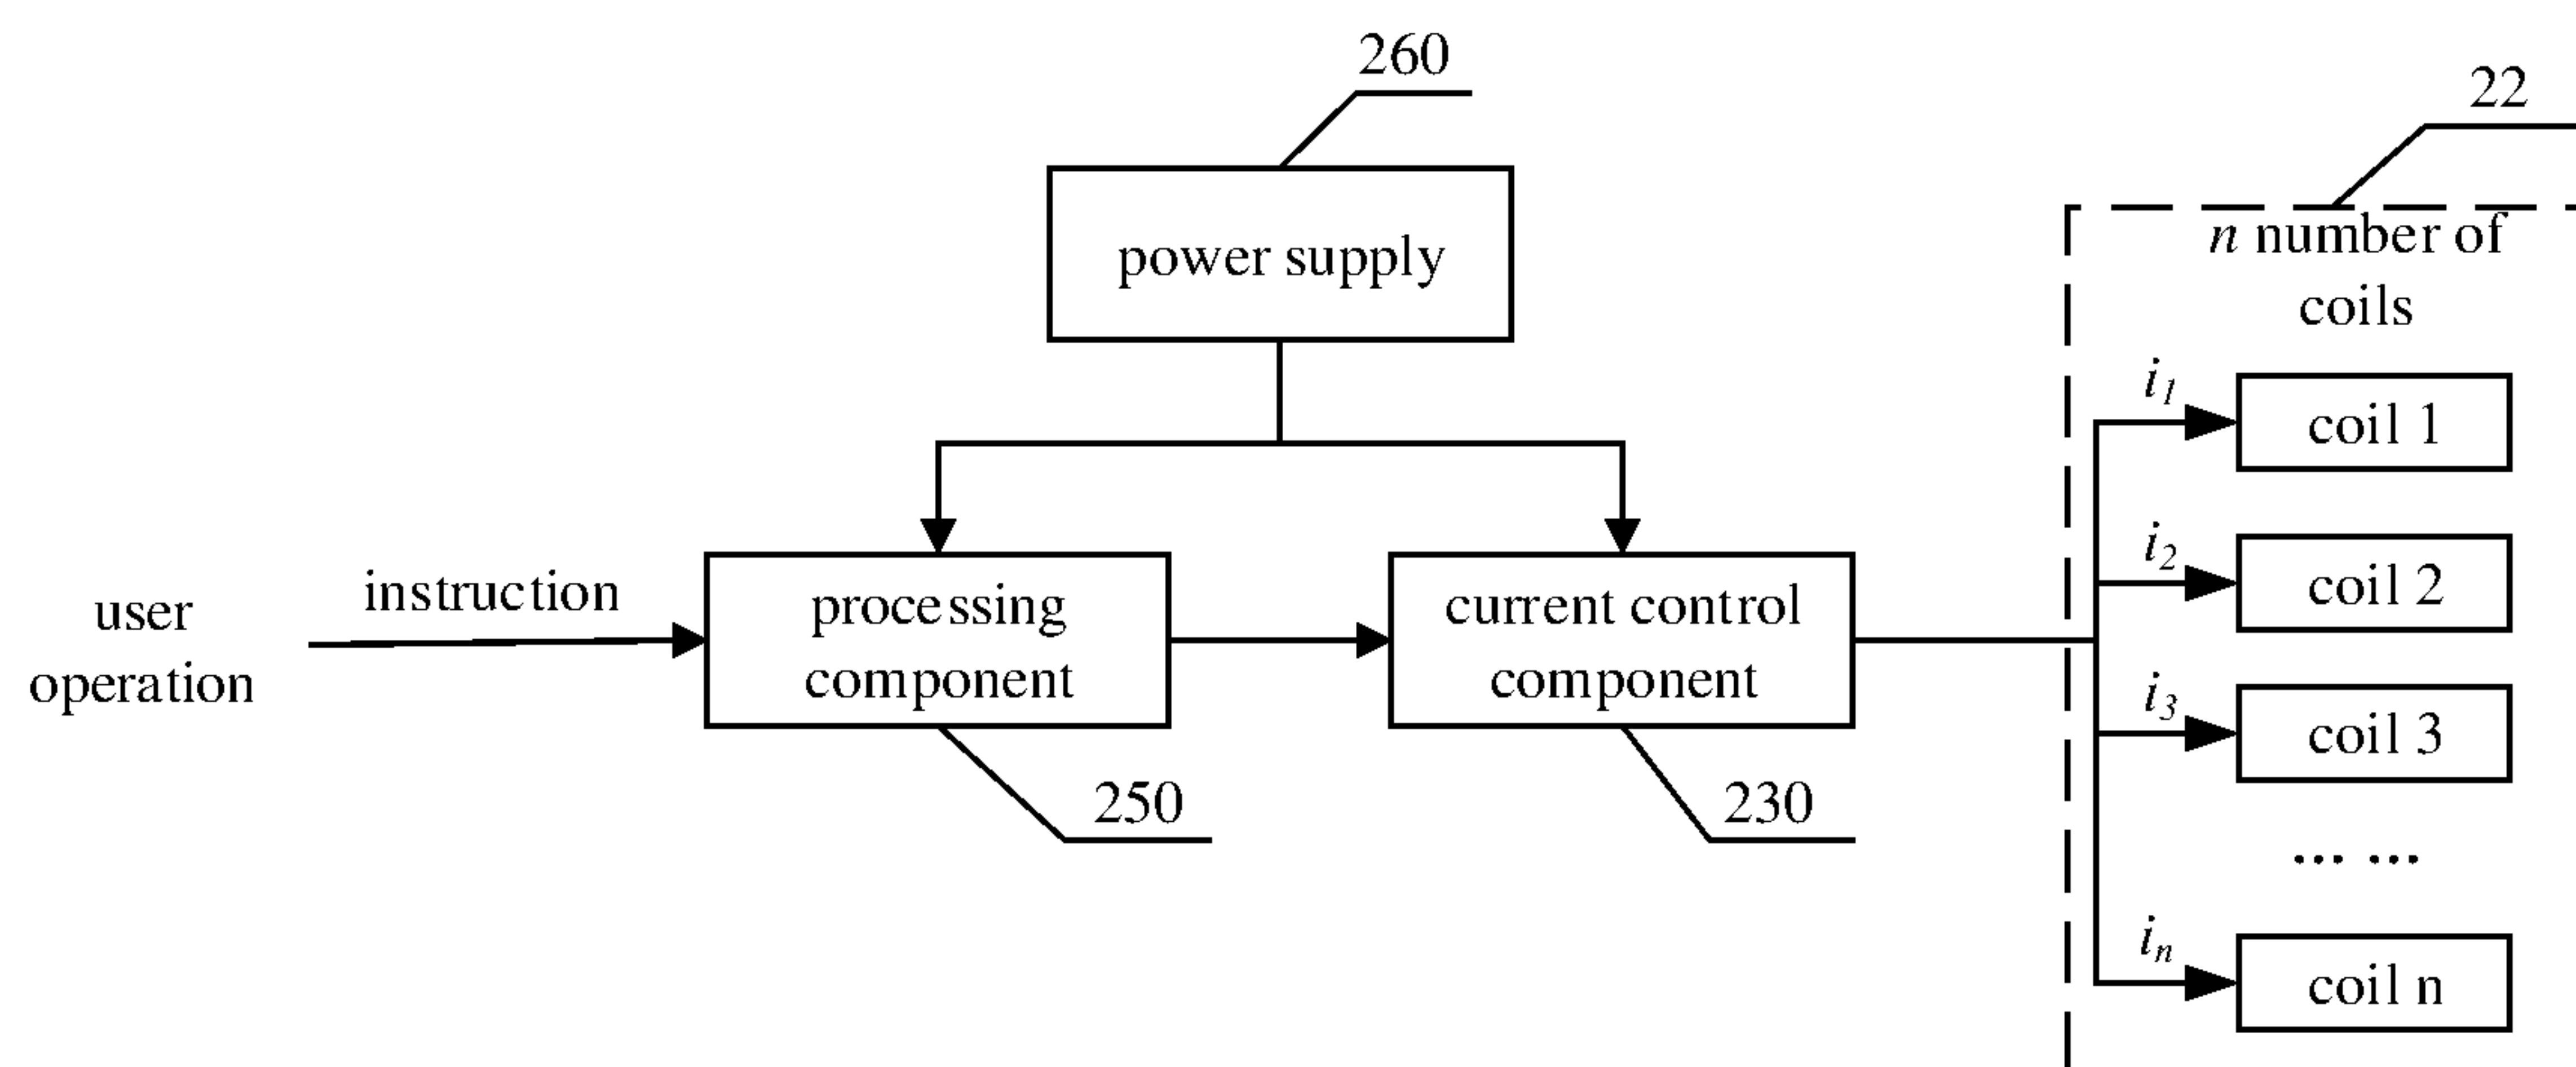 260
22
power supply
n number of
coils
i1
coil 1
i2
coil 2
user
operation
instruction
processing
component
current control
component
i3
coil 3
250
230
... ...
in
coil n